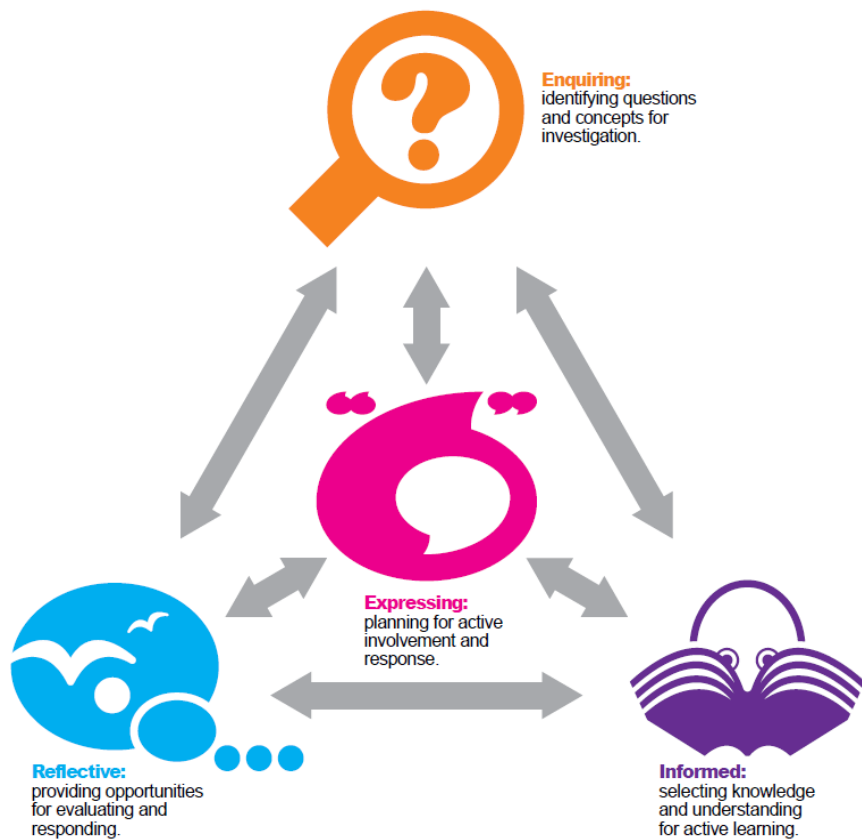 ?
Enquiring:
identifying questions
and concepts for
investigation.
“ ”
Expressing:
planning for active
involvement and
response.
Reflective:
providing opportunities
for evaluating and
responding.
Informed:
selecting knowledge
and understanding
for active learning.